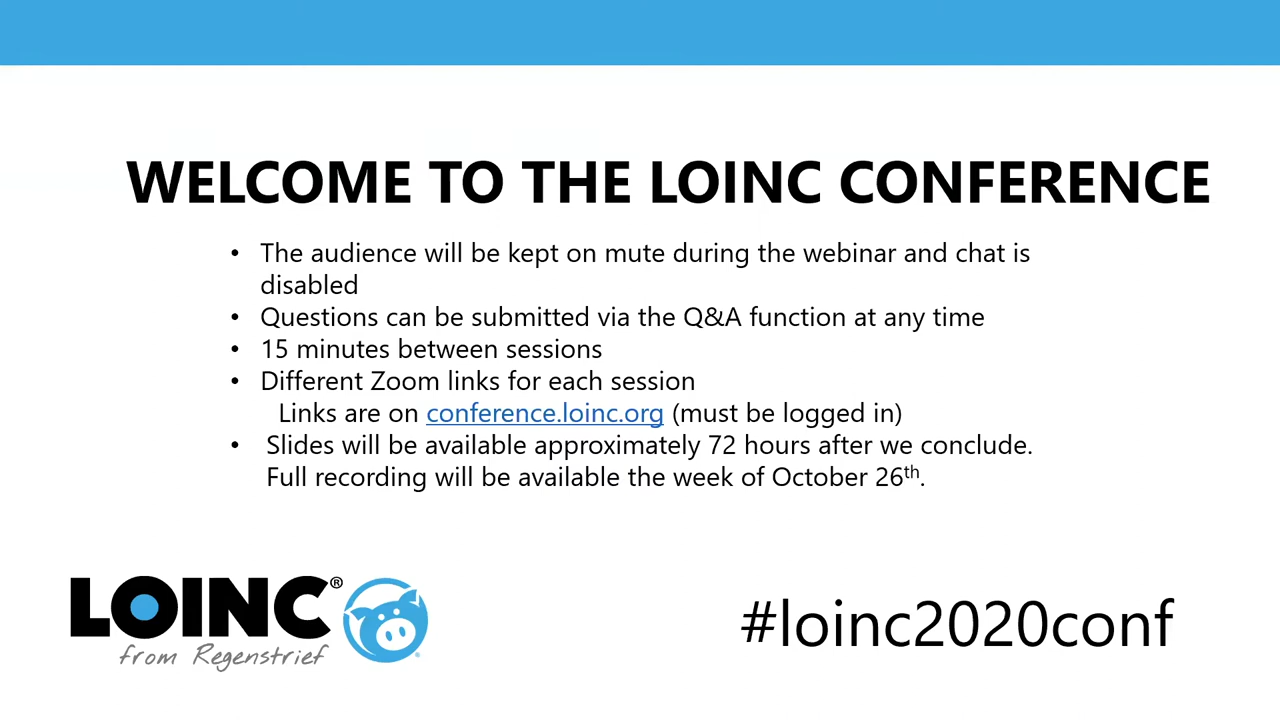 WELCOME TO THE LOINC CONFERENCE
• The audience will be kept on mute during the webinar and chat is
disabled
• Questions can be submitted via the Q&A function at any time
• 15 minutes between sessions
• Different Zoom links for each session
Links are on conference.loinc.org (must be logged in)
• Slides will be available approximately 72 hours after we conclude.
Full recording will be available the week of October 26th.
LOINC®
from Regenstrief
#loinc2020conf